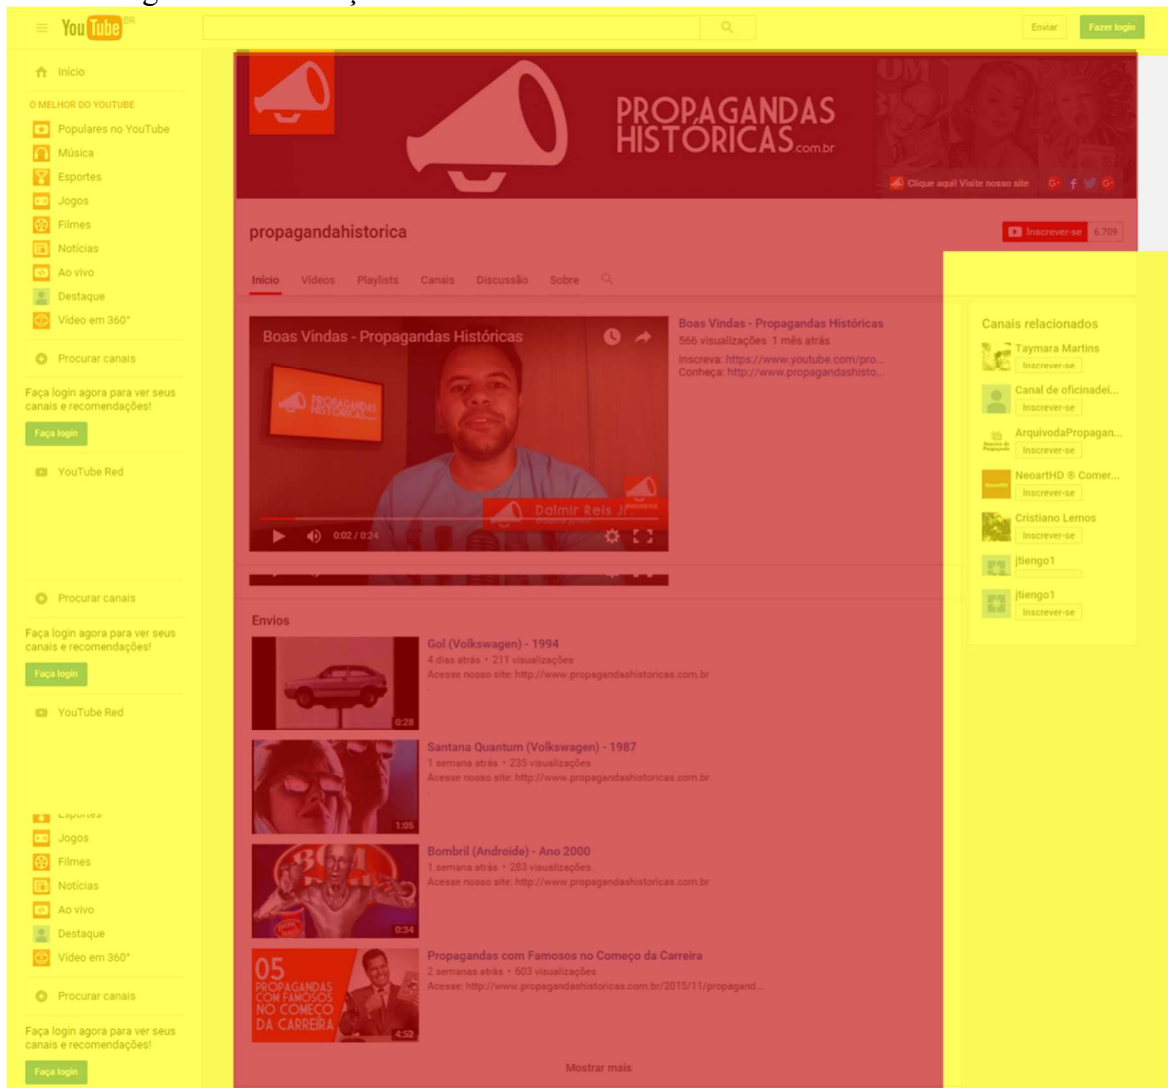 YouTube BR
Enviar
Fazer login
Início
O MELHOR DO YOUTUBE
Populares no YouTube
Música
Esportes
Jogos
Filmes
Notícias
Ao vivo
Destaque
Vídeo em 360°
Procurar canais
Faça login agora para ver seus
canais e recomendações!
Faça login
YouTube Red
Procurar canais
Faça login agora para ver seus
canais e recomendações!
Faça login
YouTube Red
Esportes
Jogos
Filmes
Notícias
Ao vivo
Destaque
Vídeo em 360°
Procurar canais
Faça login agora para ver seus
canais e recomendações!
Faça login
PROPAGANDAS
HISTÓRICAS.com.br
Clique aqui! Visite nosso site
propagandahistorica
Inscrever-se 6.709
Início Vídeos Playlists Canais Discussão Sobre
Boas Vindas - Propagandas Históricas
PROPAGANDAS
HISTÓRICAS
Dalmir Reis Jr.
0:02 / 0:24
Boas Vindas - Propagandas Históricas
566 visualizações 1 mês atrás
Inscreva: https://www.youtube.com/pro...
Conheça: http://www.propagandashisto...
Envios
Gol (Volkswagen) - 1994
4 dias atrás • 211 visualizações
Acesse nosso site: http://www.propagandashistoricas.com.br
.
0:28
Santana Quantum (Volkswagen) - 1987
1 semana atrás • 235 visualizações
Acesse nosso site: http://www.propagandashistoricas.com.br
.
1:05
Bombril (Androide) - Ano 2000
1 semana atrás • 283 visualizações
Acesse nosso site: http://www.propagandashistoricas.com.br
0:34
Propagandas com Famosos no Começo da Carreira
2 semanas atrás • 603 visualizações
Acesse: http://www.propagandashistoricas.com.br/2015/11/propagand...
05
PROPAGANDAS
COM FAMOSOS
NO COMEÇO
DA CARREIRA
4:52
Mostrar mais
Canais relacionados
Taymara Martins
Inscrever-se
Canal de oficinadei...
Inscrever-se
ArquivodaPropagan...
Inscrever-se
NeoartHD ® Comer...
Inscrever-se
Cristiano Lemos
Inscrever-se
jtiengo1
jtiengo1
Inscrever-se